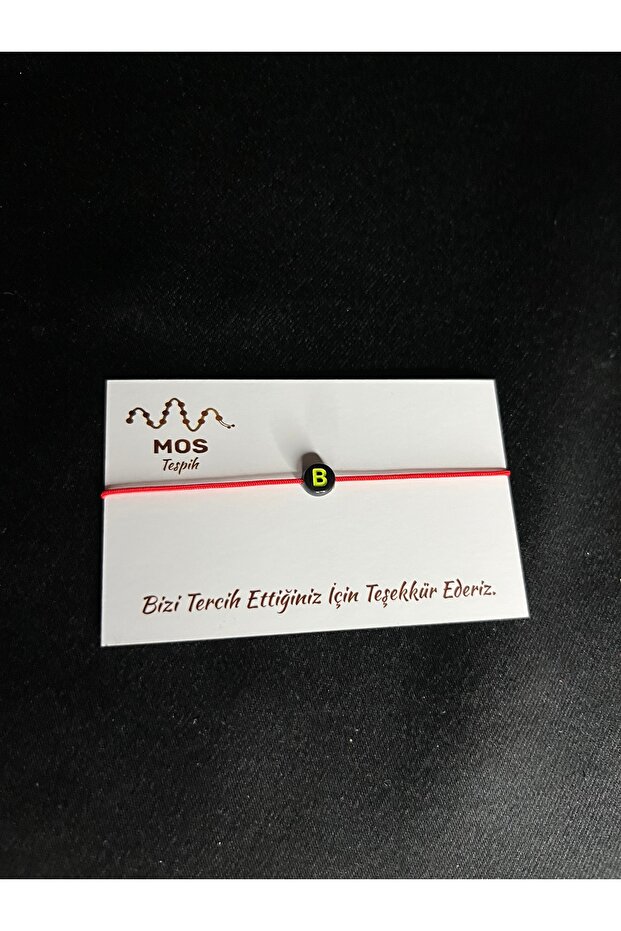 MOS
Tespih
B
Bizi Tercih Ettiğiniz İçin Teşekkür Ederiz.